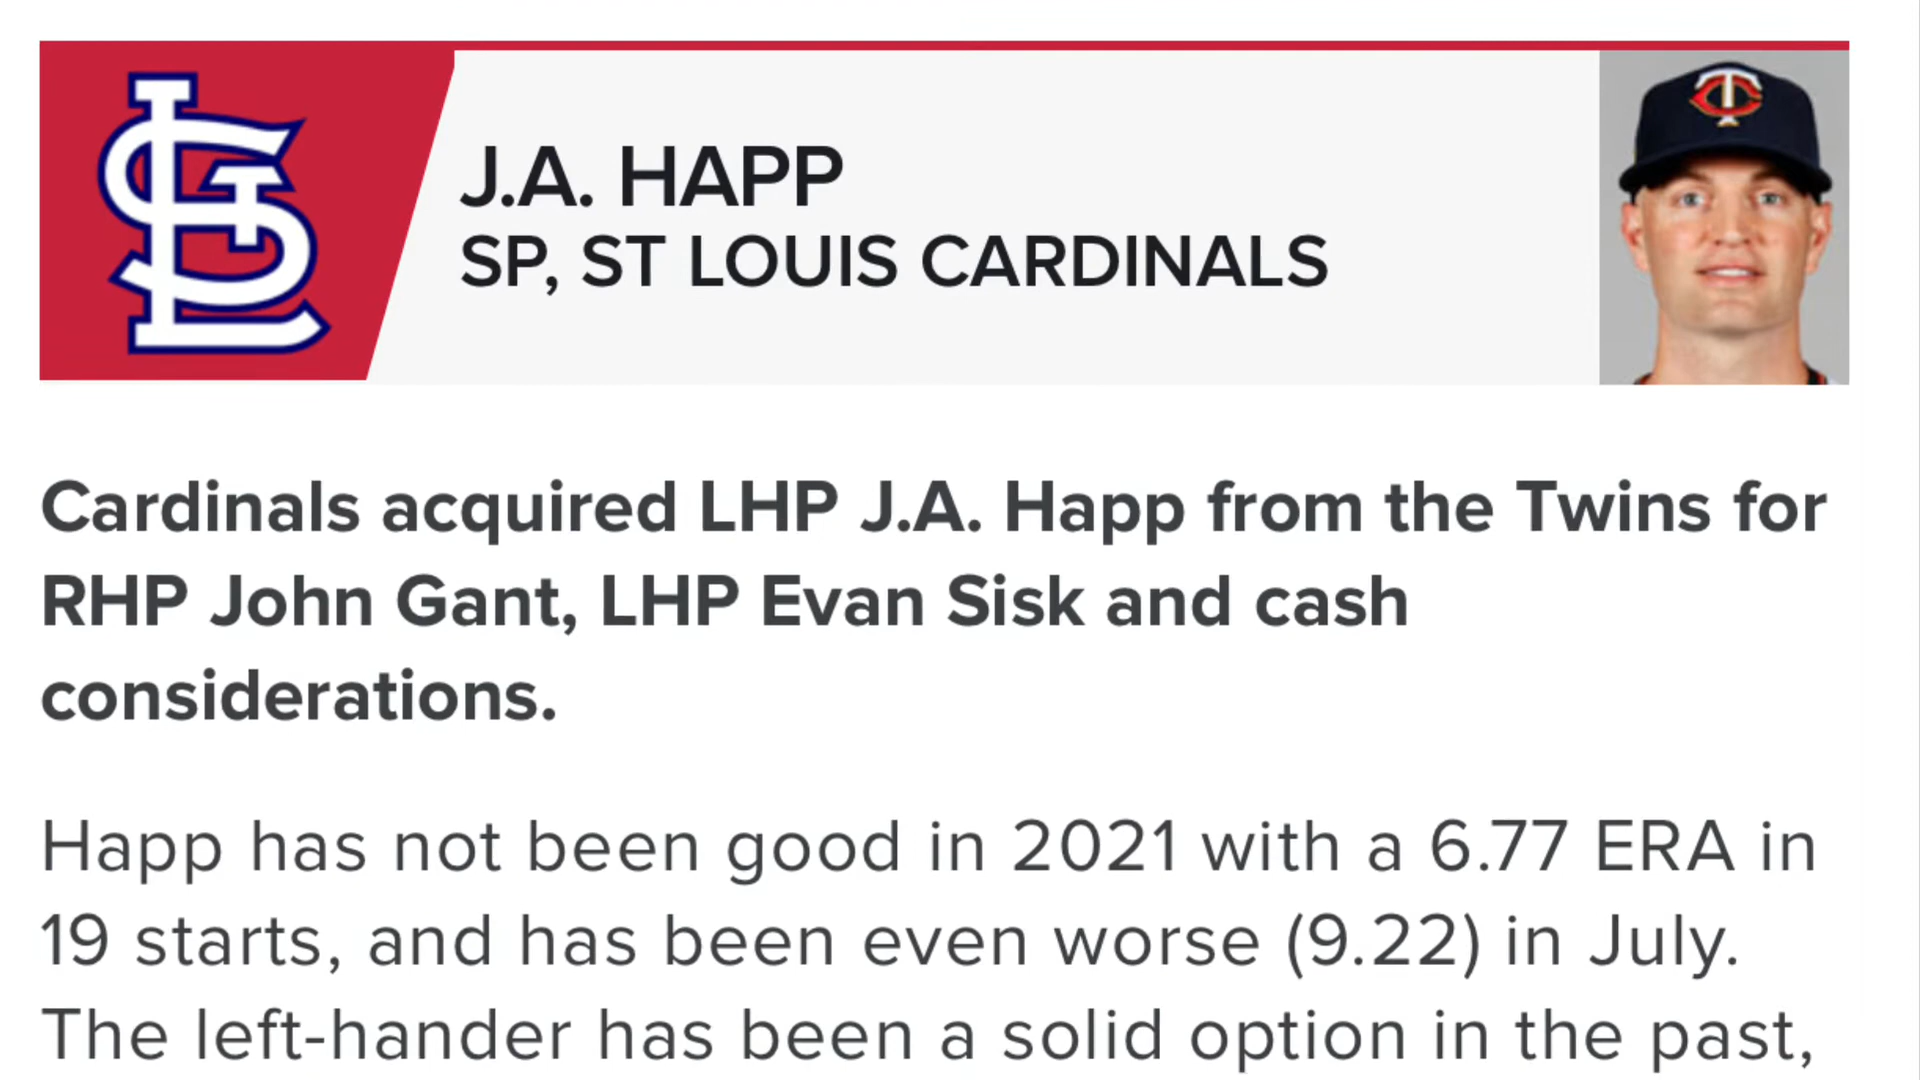 J.A. HAPP
SP, ST LOUIS CARDINALS
Cardinals acquired LHP J.A. Happ from the Twins for
RHP John Gant, LHP Evan Sisk and cash
considerations.
Happ has not been good in 2021 with a 6.77 ERA in
19 starts, and has been even worse (9.22) in July.
The left-hander has been a solid option in the past,